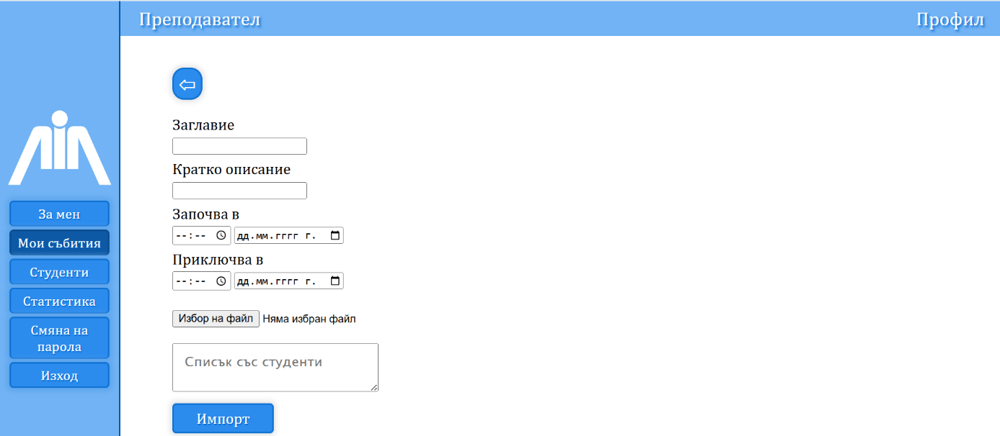 Преподавател
Профил
За мен
Мои събития
Студенти
Статистика
Смяна на
парола
Изход
Заглавие
Кратко описание
Започва в
--:-- дд.мм.гггг г.
Приключва в
--:-- дд.мм.гггг г.
Избор на файл Няма избран файл
Списък със студенти
Импорт